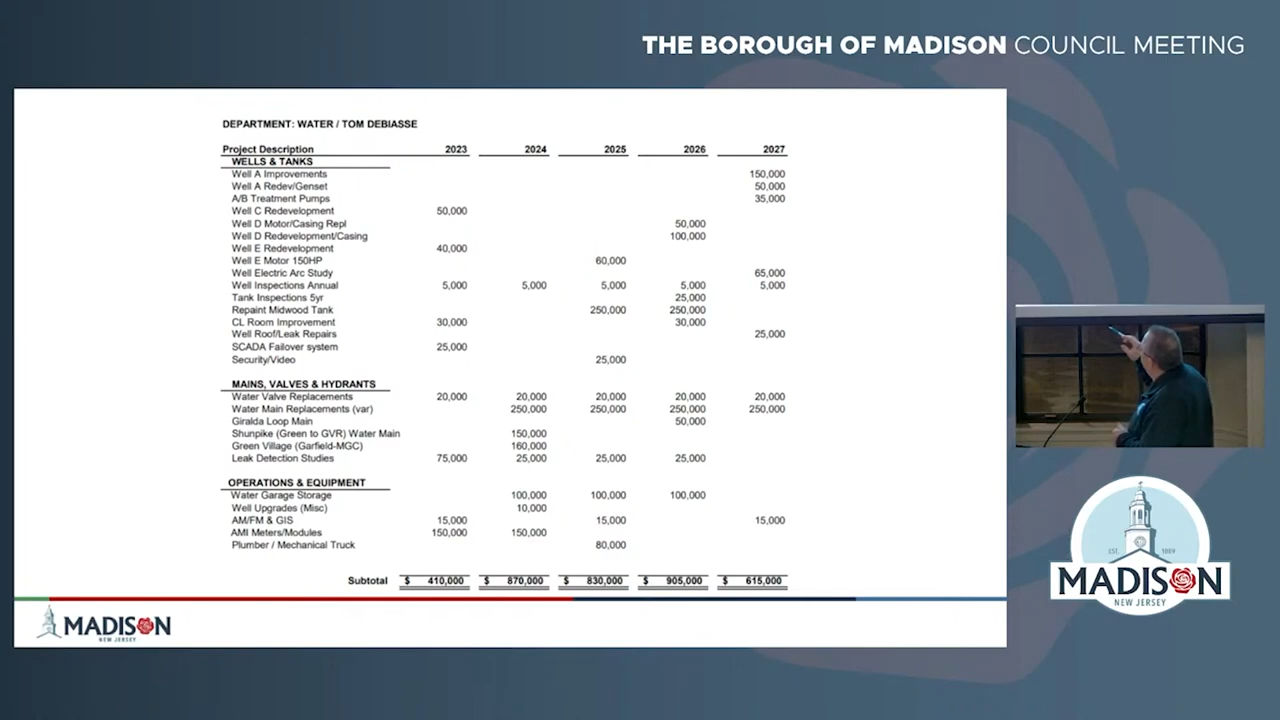 THE BOROUGH OF MADISON COUNCIL MEETING
DEPARTMENT: WATER / TOM DEBIASSE
Project Description 2023 2024 2025 2026 2027
WELLS & TANKS
Well A Improvements 150,000
Well A Redev/Genset 50,000
A/B Treatment Pumps 35,000
Well C Redevelopment 50,000
Well D Motor/Casing Repl 50,000
Well D Redevelopment/Casing 100,000
Well E Redevelopment 40,000
Well E Motor 150HP 60,000
Well Electric Arc Study 65,000
Well Inspections Annual 5,000 5,000 5,000 5,000 5,000
Tank Inspections 5yr 25,000
Repaint Midwood Tank 250,000 250,000
CL Room Improvement 30,000 30,000
Well Roof/Leak Repairs 25,000
SCADA Failover system 25,000
Security/Video 25,000
MAINS, VALVES & HYDRANTS
Water Valve Replacements 20,000 20,000 20,000 20,000 20,000
Water Main Replacements (var) 250,000 250,000 250,000 250,000
Giralda Loop Main 50,000
Shunpike (Green to GVR) Water Main 150,000
Green Village (Garfield-MGC) 160,000
Leak Detection Studies 75,000 25,000 25,000 25,000
OPERATIONS & EQUIPMENT
Water Garage Storage 100,000 100,000 100,000
Well Upgrades (Misc) 10,000
AM/FM & GIS 15,000 15,000 15,000
AMI Meters/Modules 150,000 150,000
Plumber / Mechanical Truck 80,000
Subtotal $ 410,000 $ 870,000 $ 830,000 $ 905,000 $ 615,000
MADISON
NEW JERSEY
EST. 1889
MADISON
NEW JERSEY